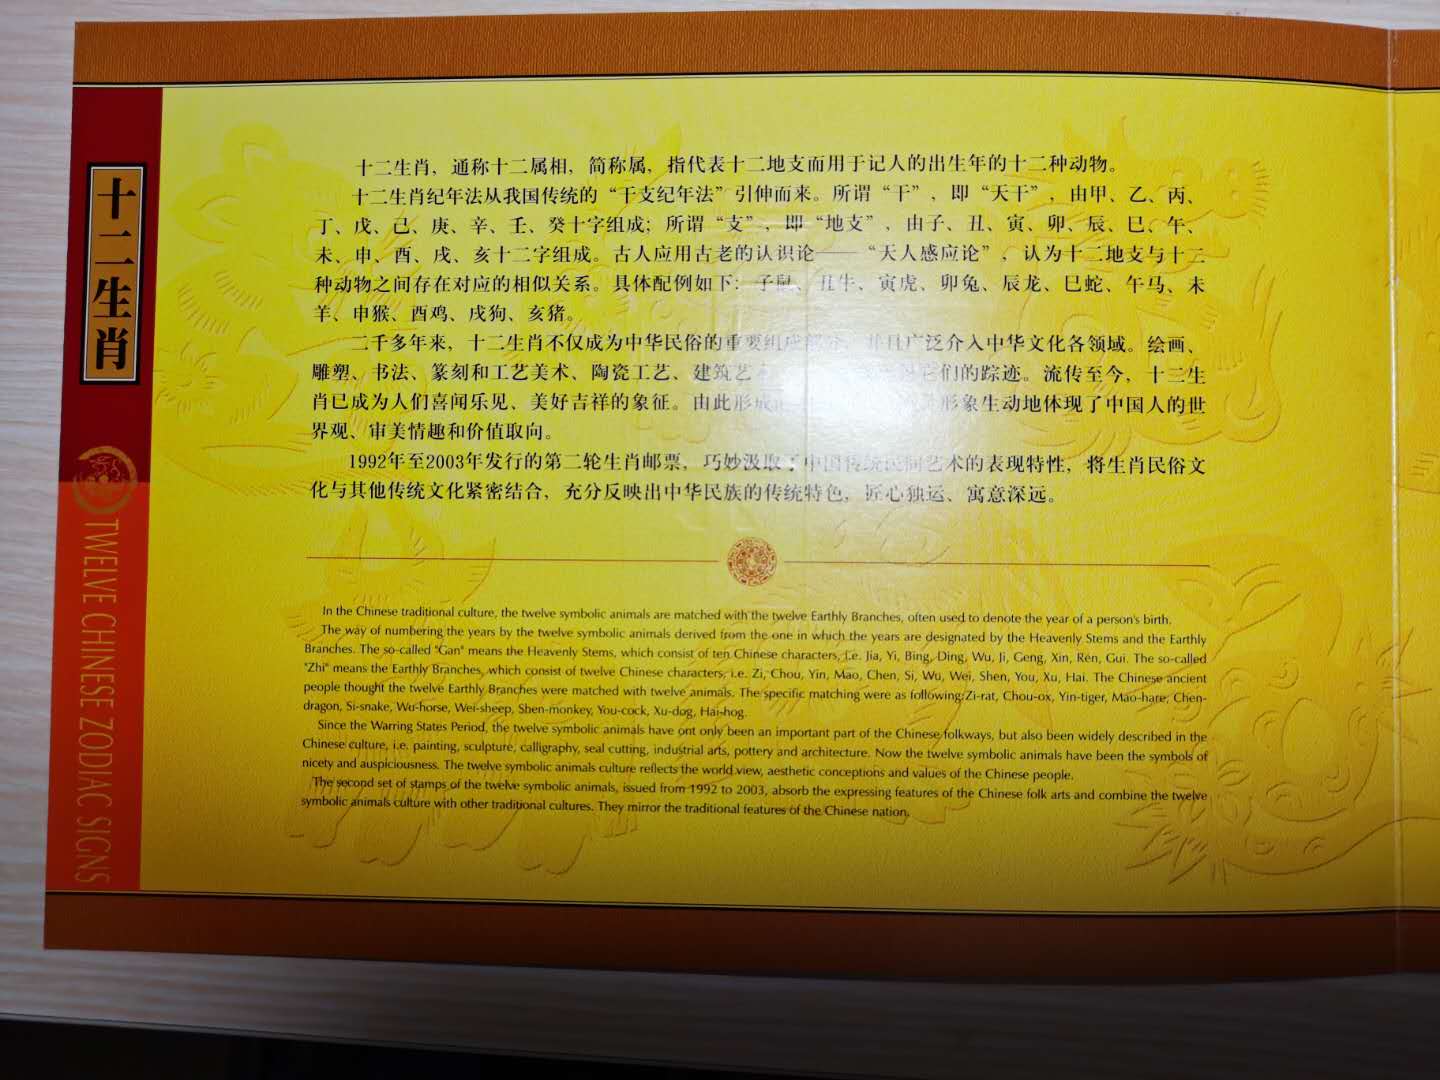 十二生肖
TWELVE CHINESE ZODIAC SIGNS
十二生肖，通称十二属相，简称属，指代表十二地支而用于记人的出生年的十二种动物。
十二生肖纪年法从我国传统的“干支纪年法”引伸而来。所谓“干”，即“天干”，由甲、乙、丙、
丁、戊、己、庚、辛、壬、癸十字组成；所谓“支”，即“地支”，由子、丑、寅、卯、辰、巳、午、
未、申、酉、戌、亥十二字组成。古人应用古老的认识论——“天人感应论”，认为十二地支与十二
种动物之间存在对应的相似关系。具体配例如下：子鼠、丑牛、寅虎、卯兔、辰龙、巳蛇、午马、未
羊、申猴、酉鸡、戌狗、亥猪。
二千多年来，十二生肖不仅成为中华民俗的重要组成部分，并且广泛介入中华文化各领域。绘画、
雕塑、书法、篆刻和工艺美术、陶瓷工艺、建筑艺 它们的踪迹。流传至今，十二生
肖已成为人们喜闻乐见、美好吉祥的象征。由此形成 形象生动地体现了中国人的世
界观、审美情趣和价值取向。
1992年至2003年发行的第二轮生肖邮票，巧妙汲取了中国传统民间艺术的表现特性，将生肖民俗文
化与其他传统文化紧密结合，充分反映出中华民族的传统特色，匠心独运、寓意深远。
In the Chinese traditional culture, the twelve symbolic animals are matched with the twelve Earthly Branches, often used to denote the year of a person's birth.
The way of numbering the years by the twelve symbolic animals derived from the one in which the years are designated by the Heavenly Stems and the Earthly
Branches. The so-called "Gan" means the Heavenly Stems, which consist of ten Chinese characters, i.e. Jia, Yi, Bing, Ding, Wu, Ji, Geng, Xin, Ren, Gui. The so-called
"Zhi" means the Earthly Branches, which consist of twelve Chinese characters, i.e. Zi, Chou, Yin, Mao, Chen, Si, Wu, Wei, Shen, You, Xu, Hai. The Chinese ancient
people thought the twelve Earthly Branches were matched with twelve animals. The specific matching were as following:Zi-rat, Chou-ox, Yin-tiger, Mao-hare, Chen-
dragon, Si-snake, Wu-horse, Wei-sheep, Shen-monkey, You-cock, Xu-dog, Hai-hog.
Since the Warring States Period, the twelve symbolic animals have ont only been an important part of the Chinese folkways, but also been widely described in the
Chinese culture, i.e. painting, sculpture, calligraphy, seal cutting, industrial arts, pottery and architecture. Now the twelve symbolic animals have been the symbols of
nicety and auspiciousness. The twelve symbolic animals culture reflects the world view, aesthetic conceptions and values of the Chinese people.
The second set of stamps of the twelve symbolic animals, issued from 1992 to 2003, absorb the expressing features of the Chinese folk arts and combine the twelve
symbolic animals culture with other traditional cultures. They mirror the traditional features of the Chinese nation.